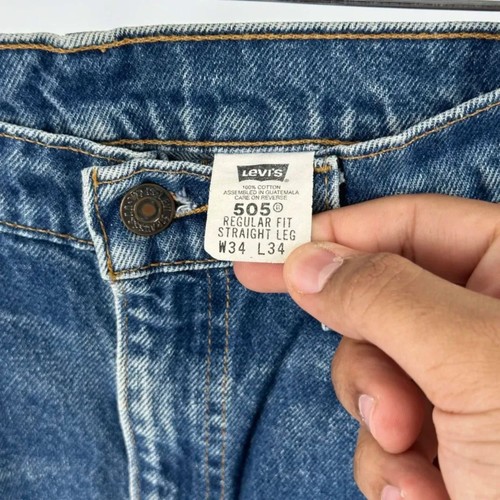 LEVI'S
100% COTTON
ASSEMBLED IN GUATEMALA
CARE ON REVERSE
505®
REGULAR FIT
STRAIGHT LEG
W34 L34